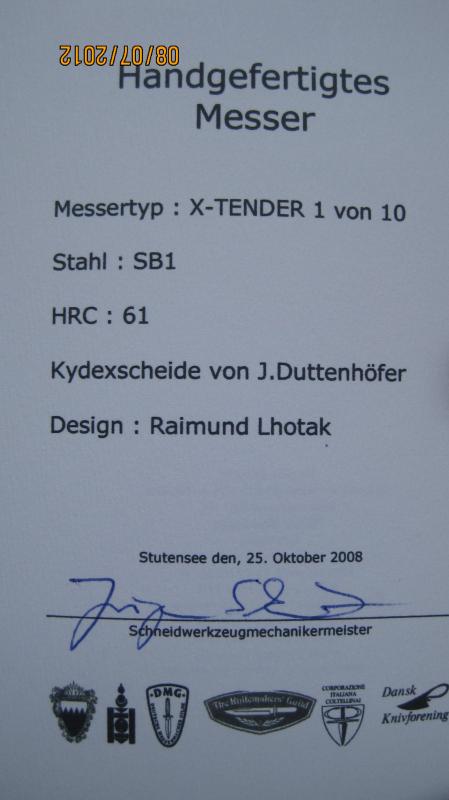 08/07/2012
Handgefertigtes
Messer
Messertyp : X-TENDER 1 von 10
Stahl : SB1
HRC : 61
Kydexscheide von J.Duttenhöfer
Design : Raimund Lhotak
Stutensee den, 25. Oktober 2008
Schneidwerkzeugmechanikermeister
DMG
The Knifemakers' Guild
CORPORAZIONE
ITALIANA
COLTELLINAI
Dansk
Knivforening